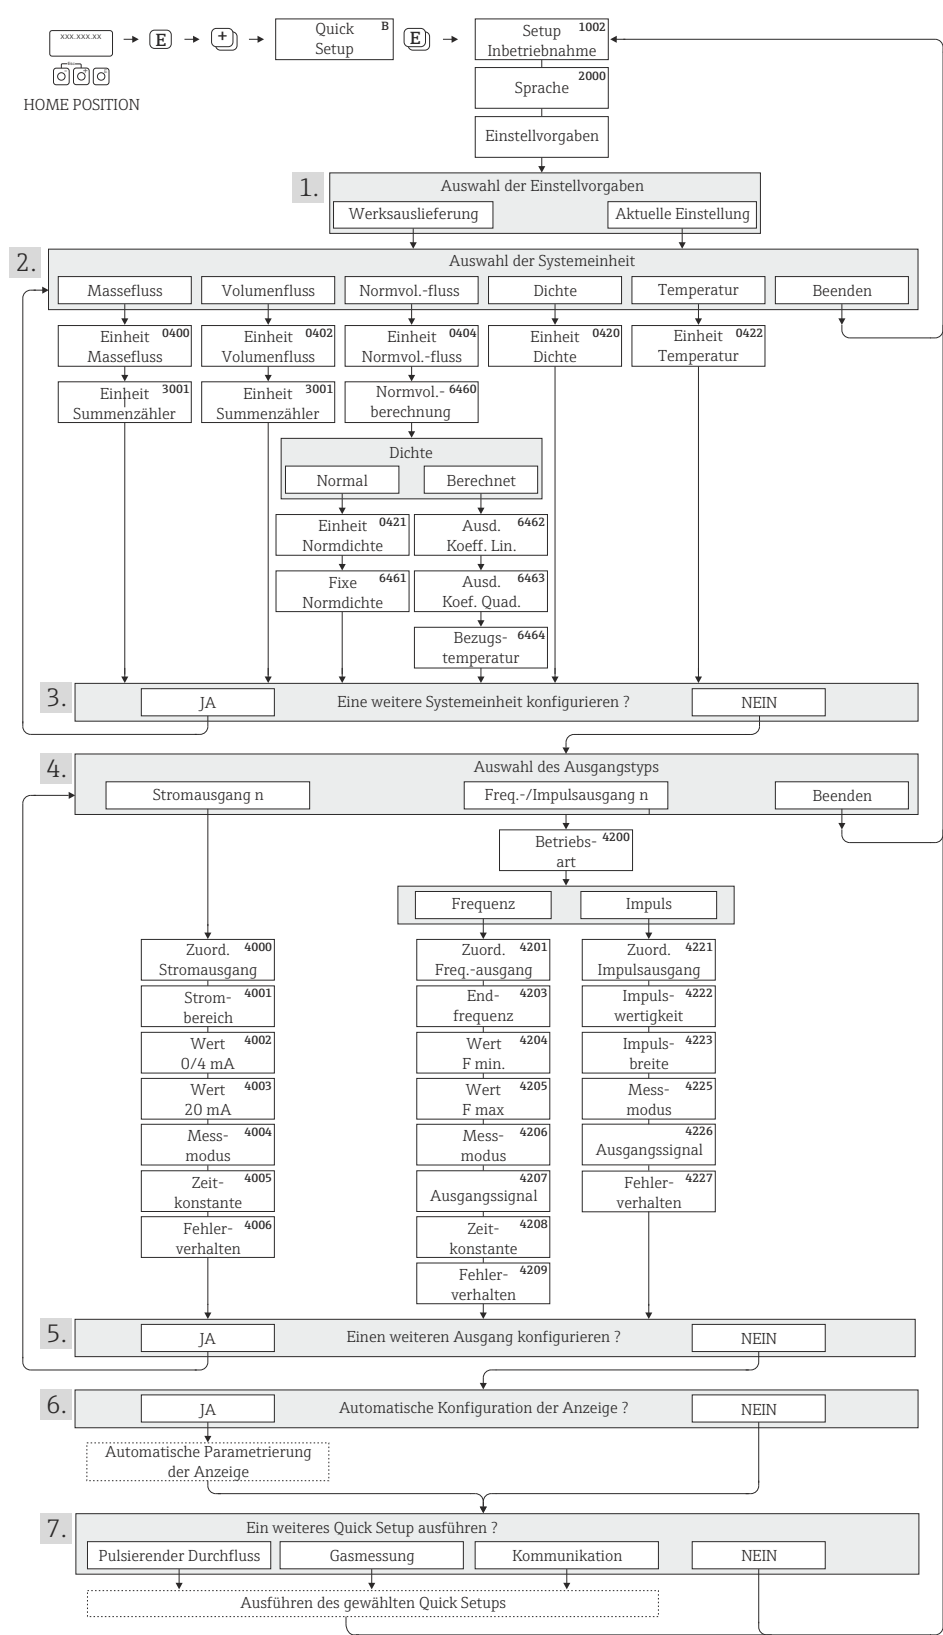 xxx.xxx.xx
Esc
E
+
Quick B
Setup
E
Setup 1002
Inbetriebnahme
HOME POSITION
2000
Sprache
Einstellvorgaben
1.
Auswahl der Einstellvorgaben
Werksauslieferung
Aktuelle Einstellung
2.
Auswahl der Systemeinheit
Massefluss
Volumenfluss
Normvol.-fluss
Dichte
Temperatur
Beenden
Einheit 0400
Massefluss
Einheit 0402
Volumenfluss
Einheit 0404
Normvol.-fluss
Einheit 0420
Dichte
Einheit 0422
Temperatur
Einheit 3001
Summenzähler
Einheit 3001
Summenzähler
Normvol.- 6460
berechnung
Dichte
Normal
Berechnet
Einheit 0421
Normdichte
Ausd. 6462
Koeff. Lin.
Fixe 6461
Normdichte
Ausd. 6463
Koef. Quad.
Bezugs- 6464
temperatur
3.
JA
Eine weitere Systemeinheit konfigurieren ?
NEIN
4.
Auswahl des Ausgangstyps
Stromausgang n
Freq.-/Impulsausgang n
Beenden
Betriebs- 4200
art
Frequenz
Impuls
Zuord. 4000
Stromausgang
Zuord. 4201
Freq.-ausgang
Zuord. 4221
Impulsausgang
Strom- 4001
bereich
End- 4203
frequenz
Impuls- 4222
wertigkeit
Wert 4002
0/4 mA
Wert 4204
F min.
Impuls- 4223
breite
Wert 4003
20 mA
Wert 4205
F max
Mess- 4225
modus
Mess- 4004
modus
Mess- 4206
modus
4226
Ausgangssignal
Zeit- 4005
konstante
4207
Ausgangssignal
Fehler- 4227
verhalten
Fehler- 4006
verhalten
Zeit- 4208
konstante
Fehler- 4209
verhalten
5.
JA
Einen weiteren Ausgang konfigurieren ?
NEIN
6.
JA
Automatische Konfiguration der Anzeige ?
NEIN
Automatische Parametrierung
der Anzeige
7.
Ein weiteres Quick Setup ausführen ?
Pulsierender Durchfluss
Gasmessung
Kommunikation
NEIN
Ausführen des gewählten Quick Setups